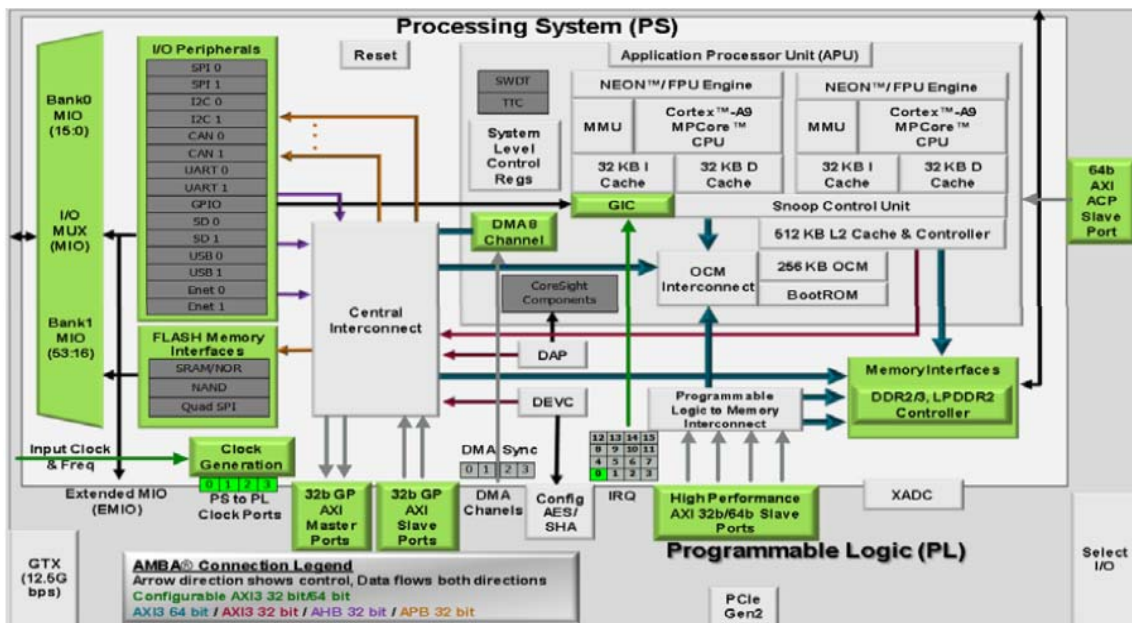 Processing System (PS)
I/O Peripherals
SPI 0
SPI 1
I2C 0
I2C 1
CAN 0
CAN 1
UART 0
UART 1
GPIO
SD 0
SD 1
USB 0
USB 1
Enet 0
Enet 1
FLASH Memory
Interfaces
SRAM/NOR
NAND
Quad SPI
Bank0
MIO
(15:0)
I/O
MUX
(MIO)
Bank1
MIO
(53:16)
Input Clock
& Freq
Clock
Generation
0 1 2 3
PS to PL
Clock Ports
Extended MIO
(EMIO)
Reset
Central
Interconnect
Application Processor Unit (APU)
SWDT
TTC
System
Level
Control
Regs
NEON™/ FPU Engine
MMU
Cortex™-A9
MPCore™
CPU
32 KB I
Cache
32 KB D
Cache
NEON™/ FPU Engine
MMU
Cortex™-A9
MPCore™
CPU
32 KB I
Cache
32 KB D
Cache
GIC
Snoop Control Unit
DMA 8
Channel
512 KB L2 Cache & Controller
OCM
Interconnect
256 KB OCM
BootROM
CoreSight
Components
DAP
DEVC
Programmable
Logic to Memory
Interconnect
Memory Interfaces
DDR2/3, LPDDR2
Controller
64b
AXI
ACP
Slave
Port
32b GP
AXI
Master
Ports
32b GP
AXI
Slave
Ports
DMA Sync
0 1 2 3
DMA
Channels
Config
AES/
SHA
12 13 14 15
8 9 10 11
4 5 6 7
0 1 2 3
IRQ
High Performance
AXI 32b/64b Slave
Ports
XADC
Programmable Logic (PL)
GTX
(12.5G
bps)
AMBA® Connection Legend
Arrow direction shows control, Data flows both directions
Configurable AXI3 32 bit/64 bit
AXI3 64 bit / AXI3 32 bit / AHB 32 bit / APB 32 bit
PCIe
Gen2
Select
I/O